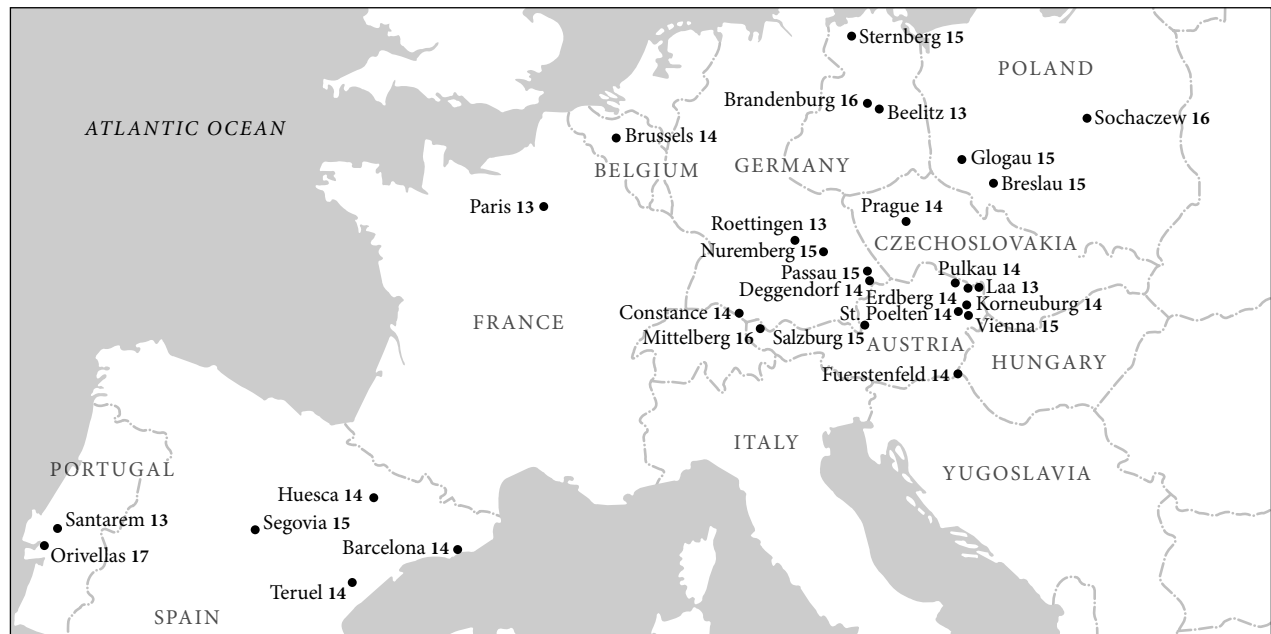 Sternberg 15
POLAND
Brandenburg 16
Beelitz 13
Sochaczew 16
ATLANTIC OCEAN
Brussels 14
BELGIUM
GERMANY
Glogau 15
Breslau 15
Paris 13
Prague 14
Roettingen 13
CZECHOSLOVAKIA
Nuremberg 15
Passau 15
Pulkau 14
Deggendorf 14
Laa 13
Erdberg 14
Korneuburg 14
Constance 14
St. Poelten 14
Vienna 15
FRANCE
Mittelberg 16
Salzburg 15
AUSTRIA
HUNGARY
Fuerstenfeld 14
ITALY
PORTUGAL
YUGOSLAVIA
Huesca 14
Santarem 13
Segovia 15
Orivellas 17
Barcelona 14
Teruel 14
SPAIN